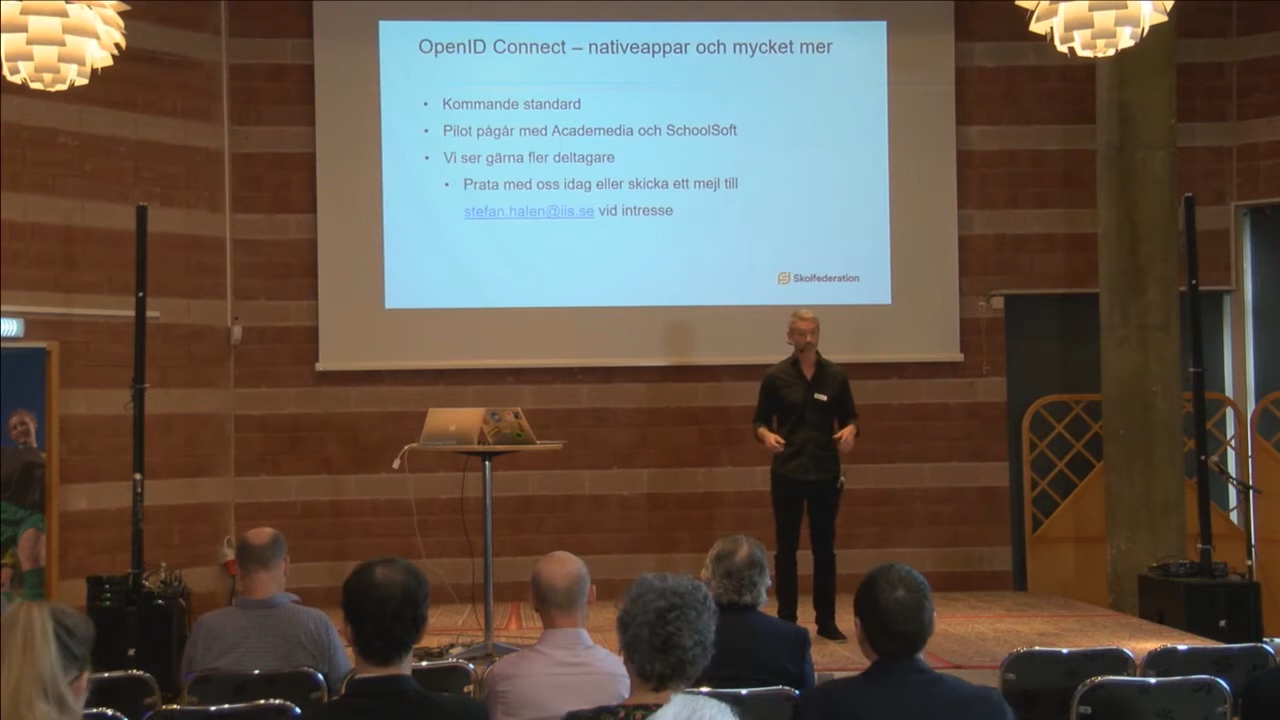 OpenID Connect – nativeappar och mycket mer
• Kommande standard
• Pilot pågår med Academedia och SchoolSoft
• Vi ser gärna fler deltagare
• Prata med oss idag eller skicka ett mejl till
stefan.halen@iis.se vid intresse
Skolfederation